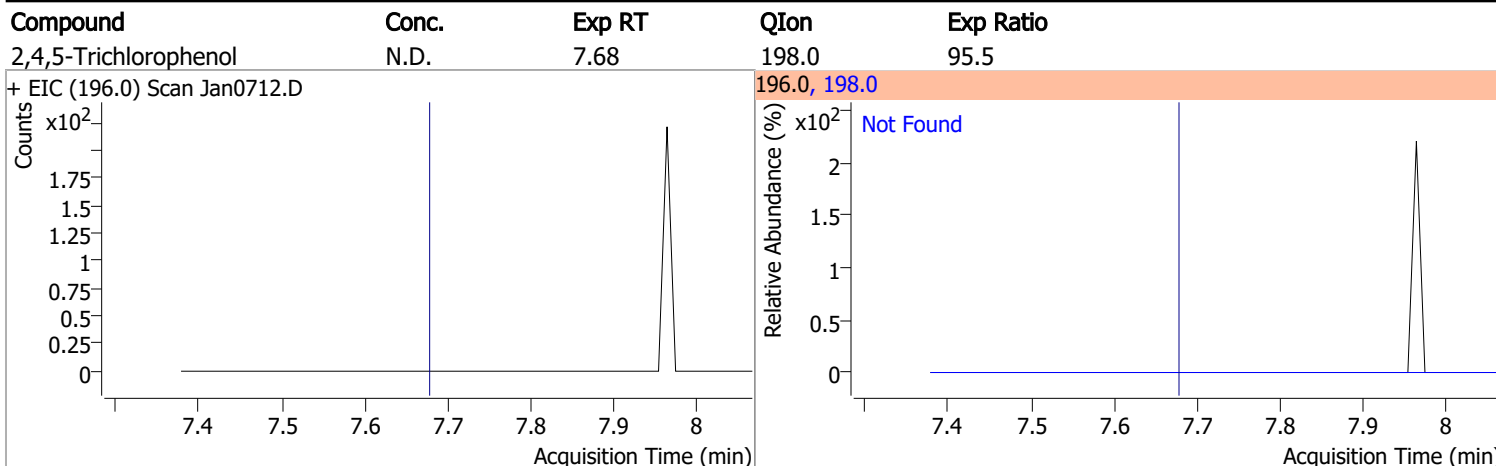 Compound Conc. Exp RT QIon Exp Ratio
2,4,5-Trichlorophenol N.D. 7.68 198.0 95.5
+ EIC (196.0) Scan Jan0712.D
Counts
x10²
1.75
1.5
1.25
1
0.75
0.5
0.25
0
7.4 7.5 7.6 7.7 7.8 7.9 8
Acquisition Time (min)
196.0, 198.0
Relative Abundance (%)
x10²
Not Found
2
1.5
1
0.5
0
7.4 7.5 7.6 7.7 7.8 7.9 8
Acquisition Time (min)